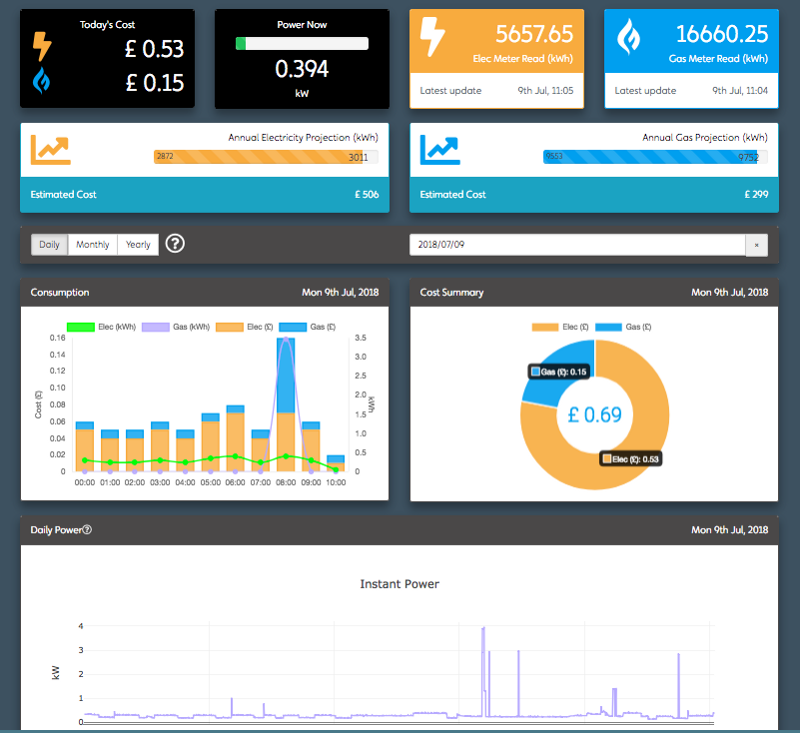 Today's Cost
£ 0.53
£ 0.15
Power Now
0.394
kW
5657.65
Elec Meter Read (kWh)
Latest update 9th Jul, 11:05
16660.25
Gas Meter Read (kWh)
Latest update 9th Jul, 11:04
Annual Electricity Projection (kWh)
2872 3011
Estimated Cost £ 506
Annual Gas Projection (kWh)
9553 9752
Estimated Cost £ 299
Daily Monthly Yearly ?
2018/07/09 ×
Consumption Mon 9th Jul, 2018
Elec (kWh) Gas (kWh) Elec (£) Gas (£)
0.16 3.5
0.14 3.0
0.12 2.5
0.10 2.0
0.08 1.5
0.06 1.0
0.04 0.5
0.02 0
0
Cost (£)
kWh
00:00 01:00 02:00 03:00 04:00 05:00 06:00 07:00 08:00 09:00 10:00
Cost Summary Mon 9th Jul, 2018
Elec (£) Gas (£)
Gas (£): 0.15
£ 0.69
Elec (£): 0.53
Daily Power? Mon 9th Jul, 2018
Instant Power
4
3
2
1
0
kW